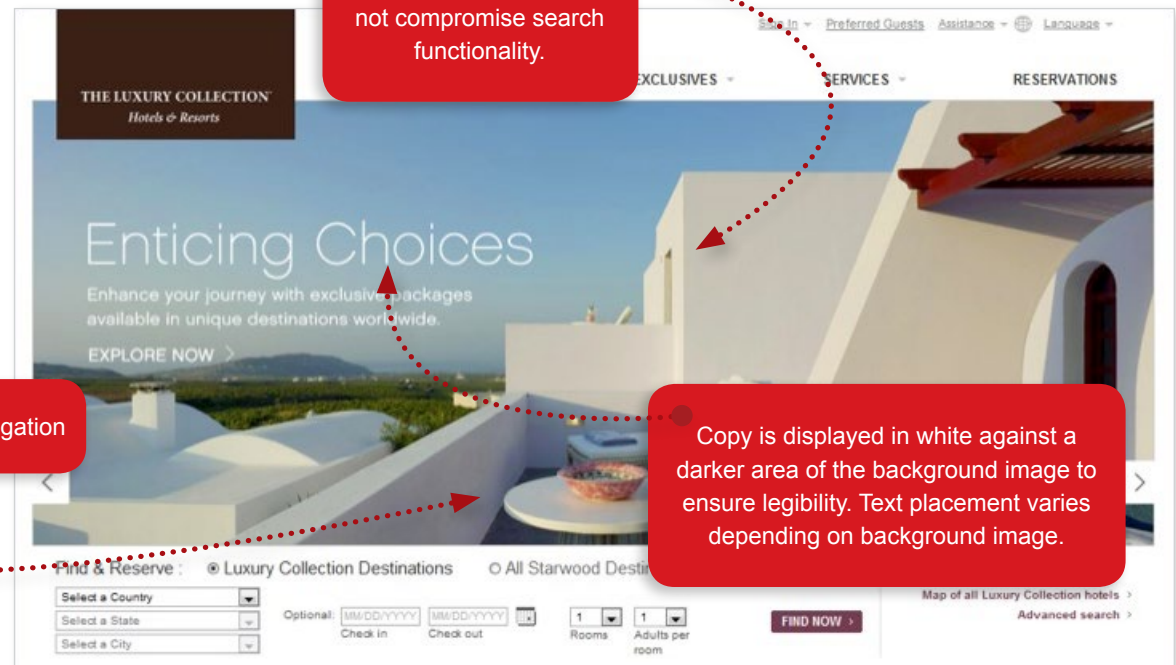 not compromise search
functionality.
Sign In Preferred Guests Assistance Language
THE LUXURY COLLECTION
Hotels & Resorts
EXCLUSIVES SERVICES RESERVATIONS
Enticing Choices
Enhance your journey with exclusive packages
available in unique destinations worldwide.
EXPLORE NOW >
gation
Copy is displayed in white against a
darker area of the background image to
ensure legibility. Text placement varies
depending on background image.
Find & Reserve : Luxury Collection Destinations All Starwood Desti
Select a Country
Select a State
Select a City
Optional: MM/DD/YYYY MM/DD/YYYY
Check in Check out
1 1
Rooms Adults per
room
FIND NOW >
Map of all Luxury Collection hotels >
Advanced search >